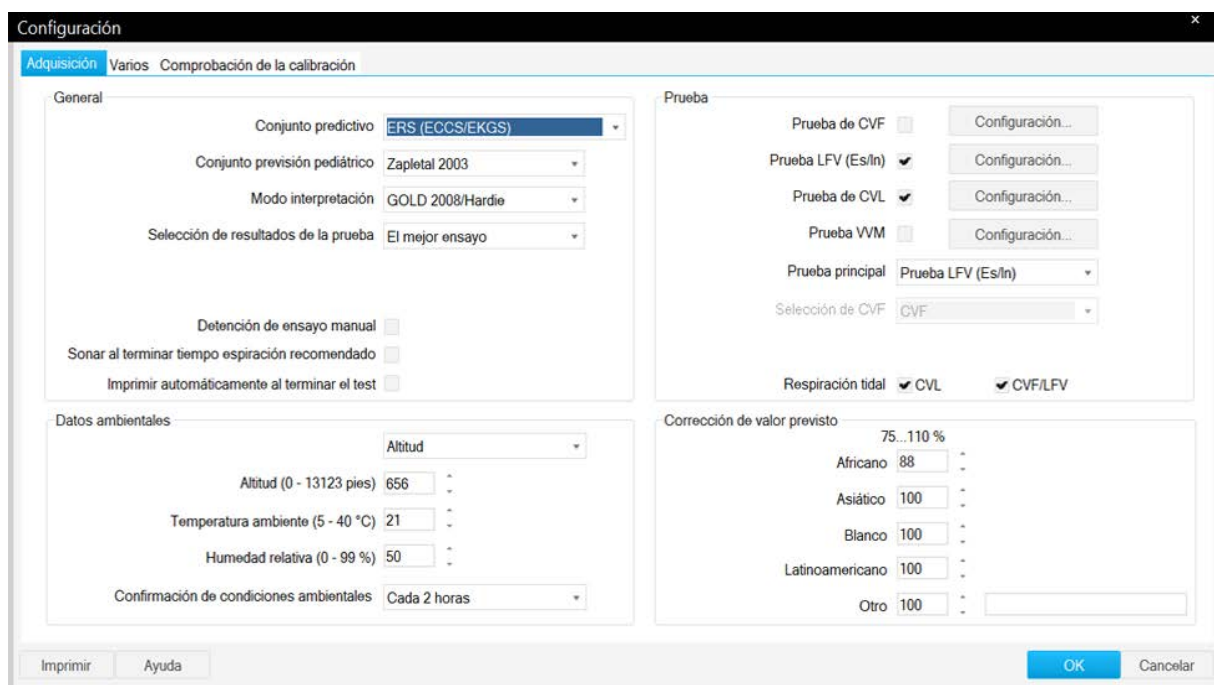 Configuración
×
Adquisición Varios Comprobación de la calibración
General
Conjunto predictivo ERS (ECCS/EKGS)
Conjunto previsión pediátrico Zapletal 2003
Modo interpretación GOLD 2008/Hardie
Selección de resultados de la prueba El mejor ensayo
Detención de ensayo manual
Sonar al terminar tiempo espiración recomendado
Imprimir automáticamente al terminar el test
Prueba
Prueba de CVF Configuración...
Prueba LFV (Es/In) Configuración...
Prueba de CVL Configuración...
Prueba VVM Configuración...
Prueba principal Prueba LFV (Es/In)
Selección de CVF CVF
Respiración tidal CVL CVF/LFV
Datos ambientales
Altitud
Altitud (0 - 13123 pies) 656
Temperatura ambiente (5 - 40 °C) 21
Humedad relativa (0 - 99 %) 50
Confirmación de condiciones ambientales Cada 2 horas
Corrección de valor previsto
75...110 %
Africano 88
Asiático 100
Blanco 100
Latinoamericano 100
Otro 100
Imprimir Ayuda OK Cancelar